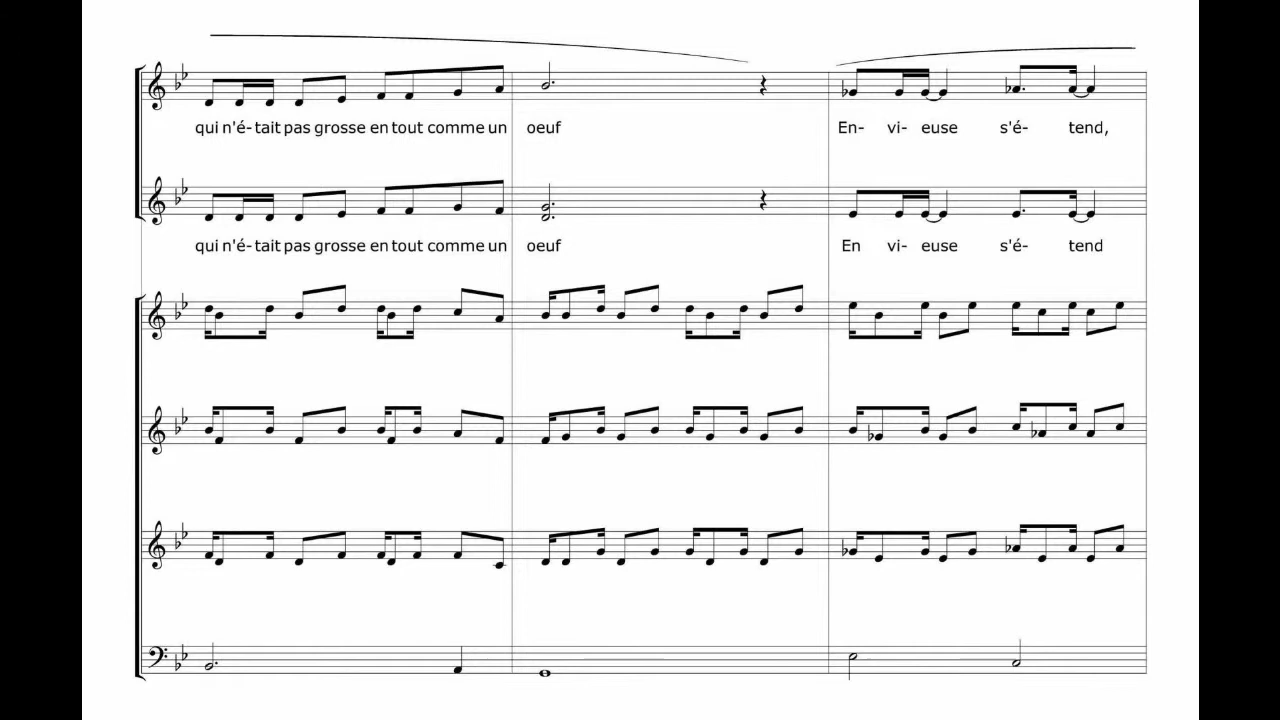 qui n'é- tait pas grosse en tout comme un oeuf En- vi- euse s'é- tend,
qui n'é- tait pas grosse en tout comme un oeuf En vi- euse s'é- tend